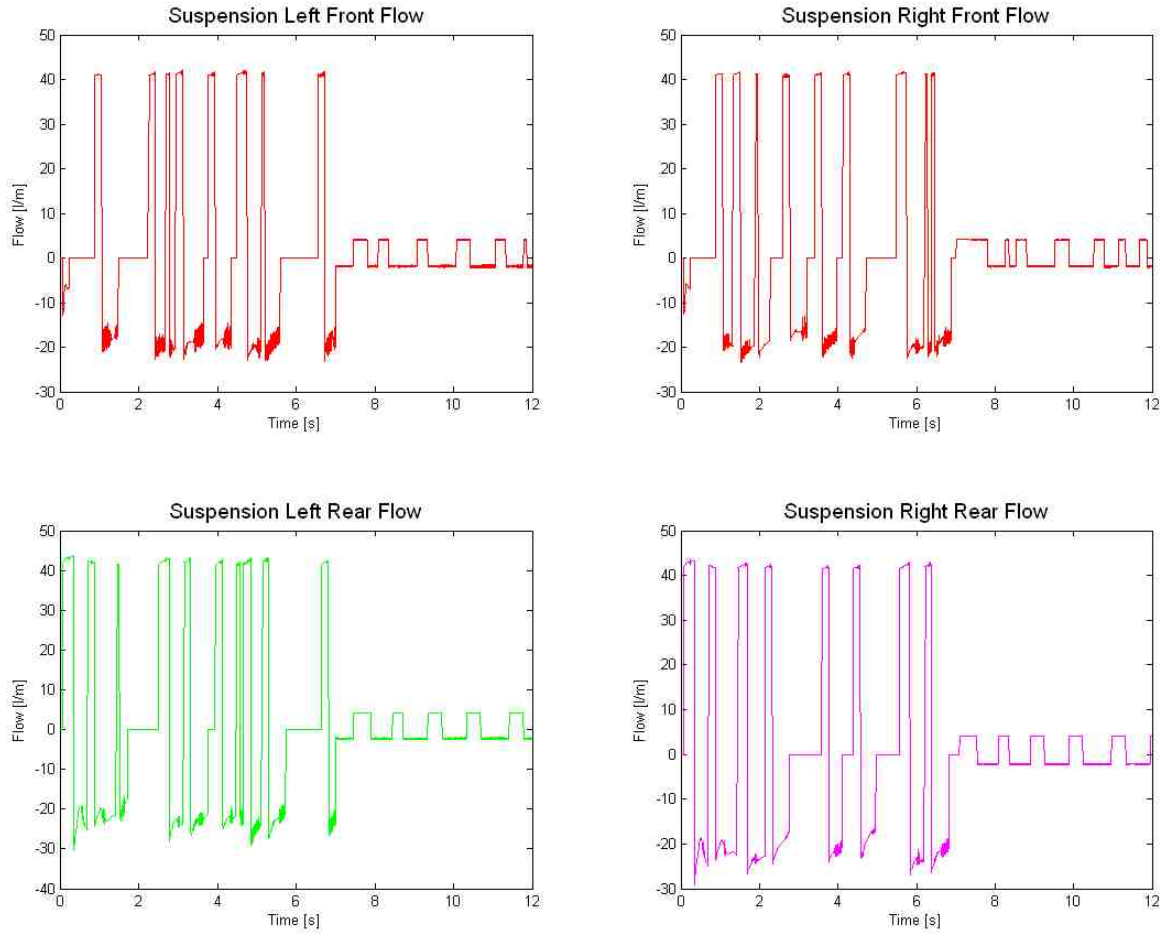 Suspension Left Front Flow
50
40
30
20
10
0
-10
-20
-30
Flow [l/m]
0 2 4 6 8 10 12
Time [s]
Suspension Right Front Flow
50
40
30
20
10
0
-10
-20
-30
Flow [l/m]
0 2 4 6 8 10 12
Time [s]
Suspension Left Rear Flow
50
40
30
20
10
0
-10
-20
-30
-40
Flow [l/m]
0 2 4 6 8 10 12
Time [s]
Suspension Right Rear Flow
50
40
30
20
10
0
-10
-20
-30
Flow [l/m]
0 2 4 6 8 10 12
Time [s]